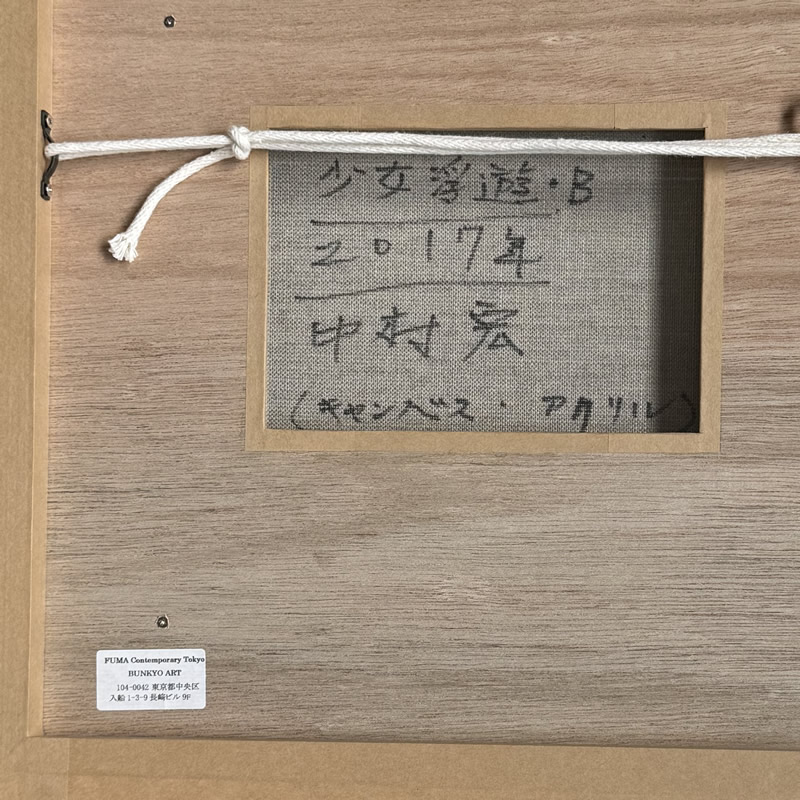 少女浮遊・B
2017年
中村宏
(キャンバス・アクリル)
FUMA Contemporary Tokyo
BUNKYO ART
104-0042 東京都中央区
入船 1-3-9 長崎ビル 9F